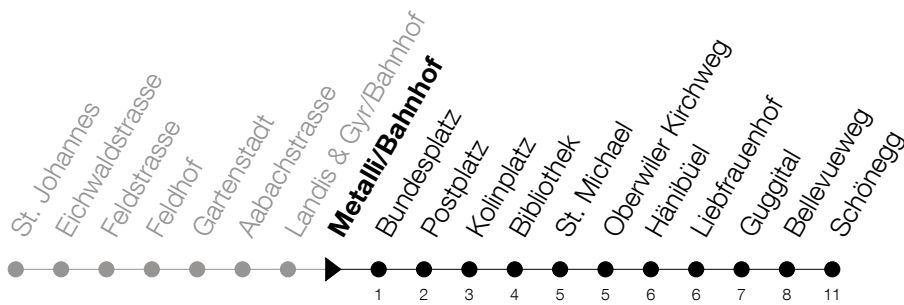 St. Johannes
Eichwaldstrasse
Feldstrasse
Feldhof
Gartenstadt
Aabachstrasse
Landis & Gyr/Bahnhof
Metalli/Bahnhof
Bundesplatz
Postplatz
Kolinplatz
Bibliothek
St. Michael
Oberwiler Kirchweg
Hänibüel
Liebfrauenhof
Guggital
Bellevueweg
Schönegg
1 2 3 4 5 5 6 6 7 8 11